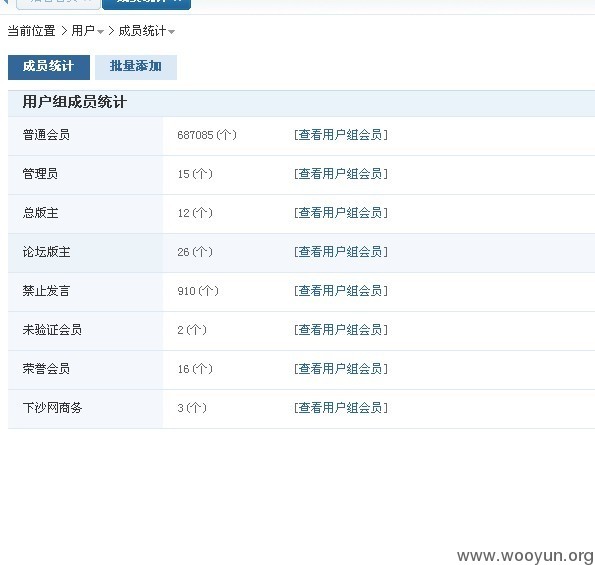 成员统计
当前位置 > 用户 > 成员统计
成员统计 批量添加
用户组成员统计
普通会员 687085(个) [查看用户组会员]
管理员 15(个) [查看用户组会员]
总版主 12(个) [查看用户组会员]
论坛版主 26(个) [查看用户组会员]
禁止发言 910(个) [查看用户组会员]
未验证会员 2(个) [查看用户组会员]
荣誉会员 16(个) [查看用户组会员]
下沙网商务 3(个) [查看用户组会员]
www.wooyun.org